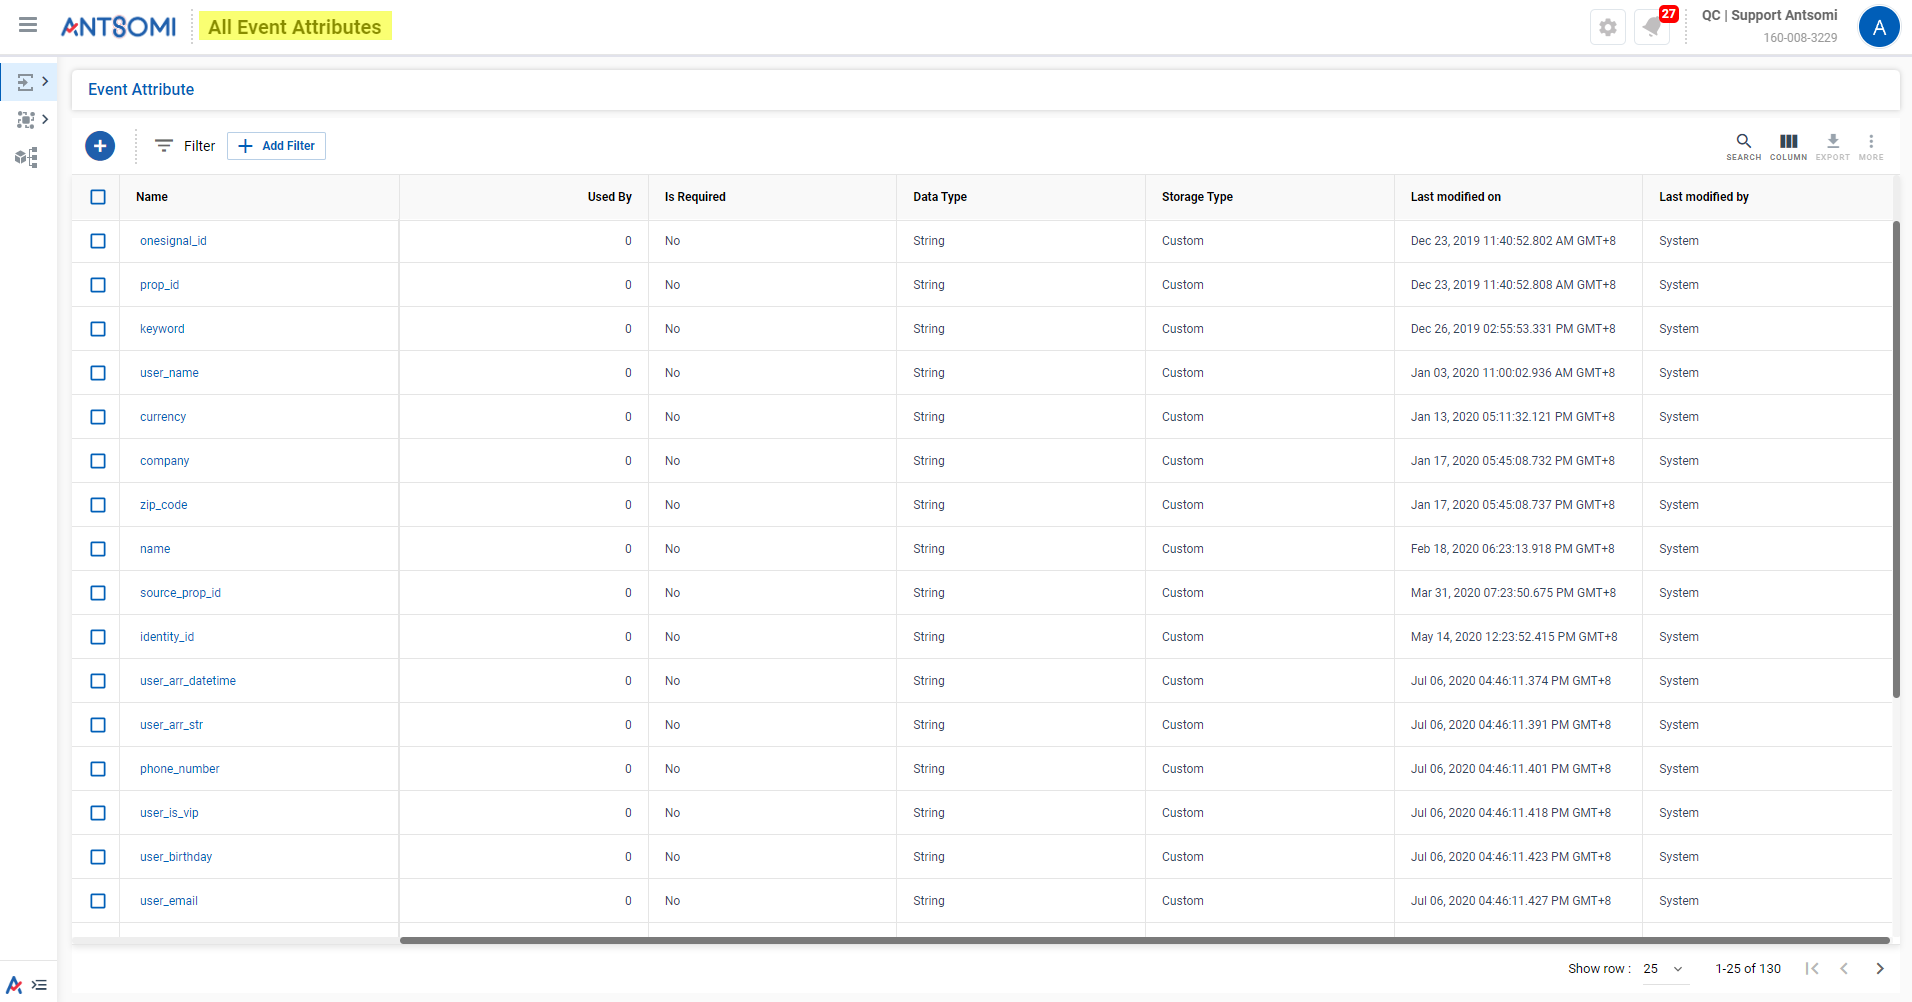 ANTSOMI All Event Attributes 27 QC | Support Antsomi A
160-008-3229
Event Attribute
Filter Add Filter SEARCH COLUMN EXPORT MORE
Name Used By Is Required Data Type Storage Type Last modified on Last modified by
onesignal_id 0 No String Custom Dec 23, 2019 11:40:52.802 AM GMT+8 System
prop_id 0 No String Custom Dec 23, 2019 11:40:52.808 AM GMT+8 System
keyword 0 No String Custom Dec 26, 2019 02:55:53.331 PM GMT+8 System
user_name 0 No String Custom Jan 03, 2020 11:00:02.936 AM GMT+8 System
currency 0 No String Custom Jan 13, 2020 05:11:32.121 PM GMT+8 System
company 0 No String Custom Jan 17, 2020 05:45:08.732 PM GMT+8 System
zip_code 0 No String Custom Jan 17, 2020 05:45:08.737 PM GMT+8 System
name 0 No String Custom Feb 18, 2020 06:23:13.918 PM GMT+8 System
source_prop_id 0 No String Custom Mar 31, 2020 07:23:50.675 PM GMT+8 System
identity_id 0 No String Custom May 14, 2020 12:23:52.415 PM GMT+8 System
user_arr_datetime 0 No String Custom Jul 06, 2020 04:46:11.374 PM GMT+8 System
user_arr_str 0 No String Custom Jul 06, 2020 04:46:11.391 PM GMT+8 System
phone_number 0 No String Custom Jul 06, 2020 04:46:11.401 PM GMT+8 System
user_is_vip 0 No String Custom Jul 06, 2020 04:46:11.418 PM GMT+8 System
user_birthday 0 No String Custom Jul 06, 2020 04:46:11.423 PM GMT+8 System
user_email 0 No String Custom Jul 06, 2020 04:46:11.427 PM GMT+8 System
Show row : 25 1-25 of 130